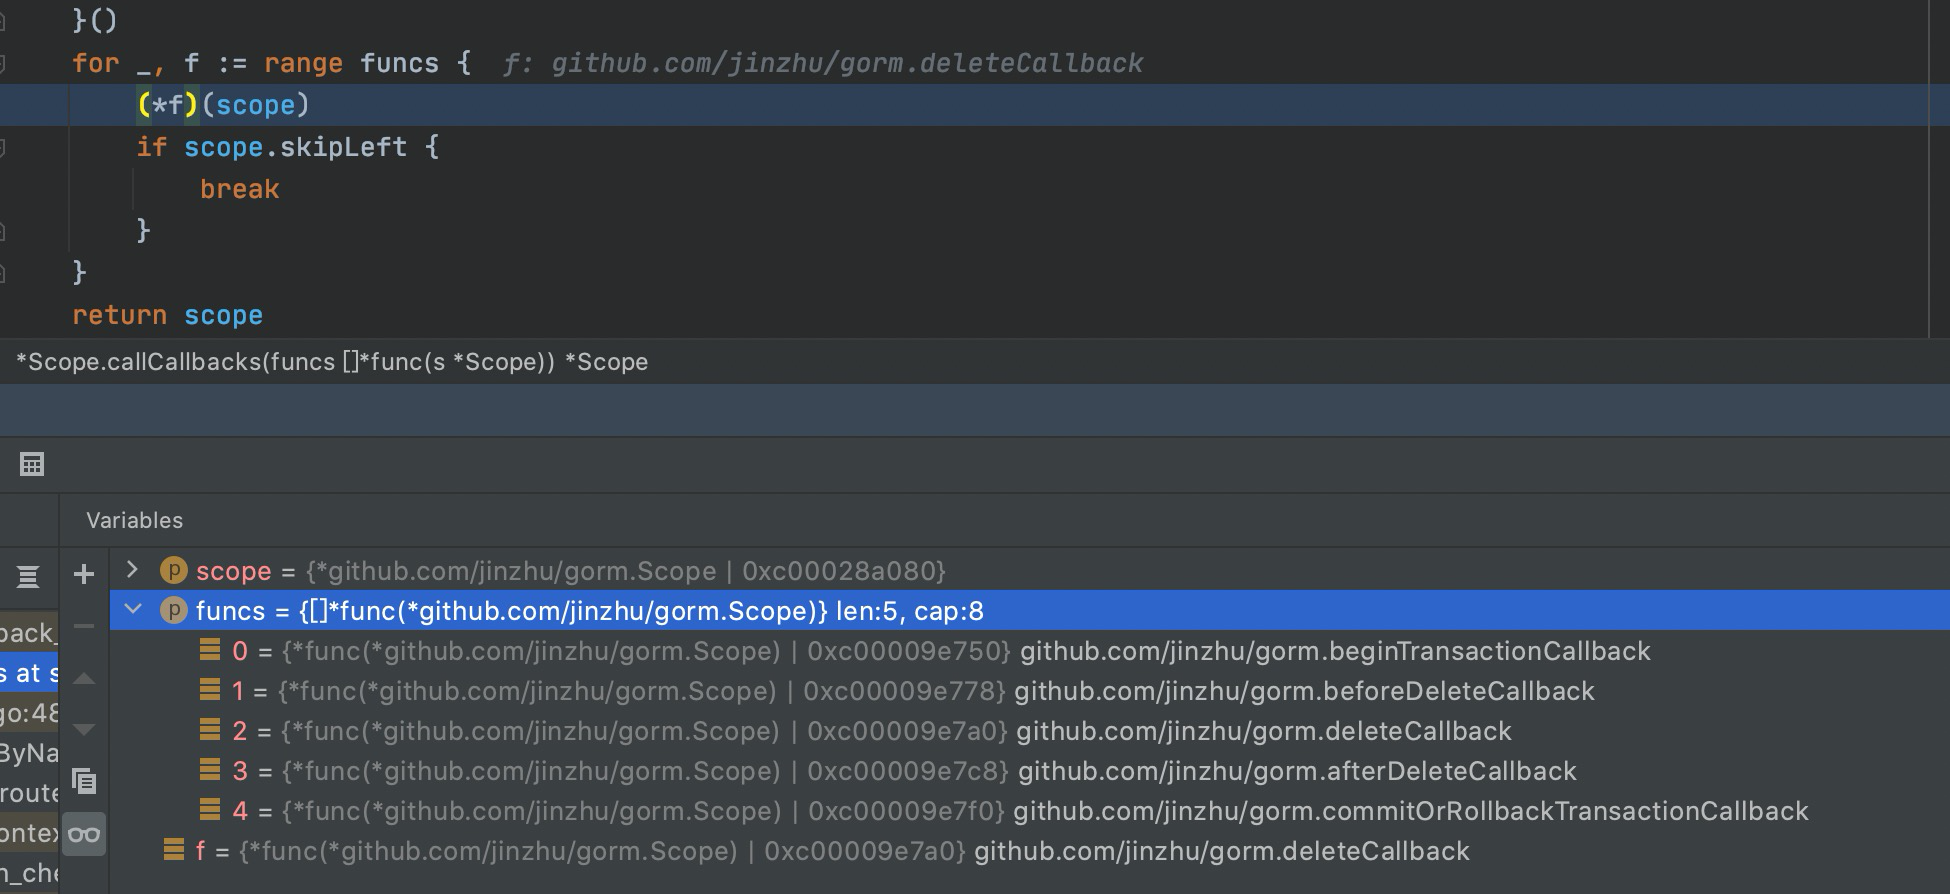 }()
for _, f := range funcs {  f: github.com/jinzhu/gorm.deleteCallback
(*f)(scope)
if scope.skipLeft {
break
}
}
return scope
*Scope.callCallbacks(funcs []*func(s *Scope)) *Scope
Variables
scope = {*github.com/jinzhu/gorm.Scope | 0xc00028a080}
funcs = {[]*func(*github.com/jinzhu/gorm.Scope)} len:5, cap:8
back_
0 = {*func(*github.com/jinzhu/gorm.Scope) | 0xc00009e750} github.com/jinzhu/gorm.beginTransactionCallback
s at s
1 = {*func(*github.com/jinzhu/gorm.Scope) | 0xc00009e778} github.com/jinzhu/gorm.beforeDeleteCallback
go:48
2 = {*func(*github.com/jinzhu/gorm.Scope) | 0xc00009e7a0} github.com/jinzhu/gorm.deleteCallback
ByNa
3 = {*func(*github.com/jinzhu/gorm.Scope) | 0xc00009e7c8} github.com/jinzhu/gorm.afterDeleteCallback
route
4 = {*func(*github.com/jinzhu/gorm.Scope) | 0xc00009e7f0} github.com/jinzhu/gorm.commitOrRollbackTransactionCallback
ontex
f = {*func(*github.com/jinzhu/gorm.Scope) | 0xc00009e7a0} github.com/jinzhu/gorm.deleteCallback
n_che